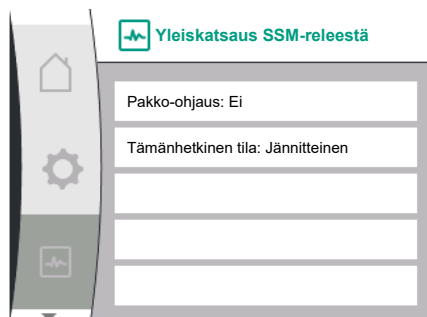 Yleiskatsaus SSM-releestä
Pakko-ohjaus: Ei
Tämänhetkinen tila: Jännitteinen